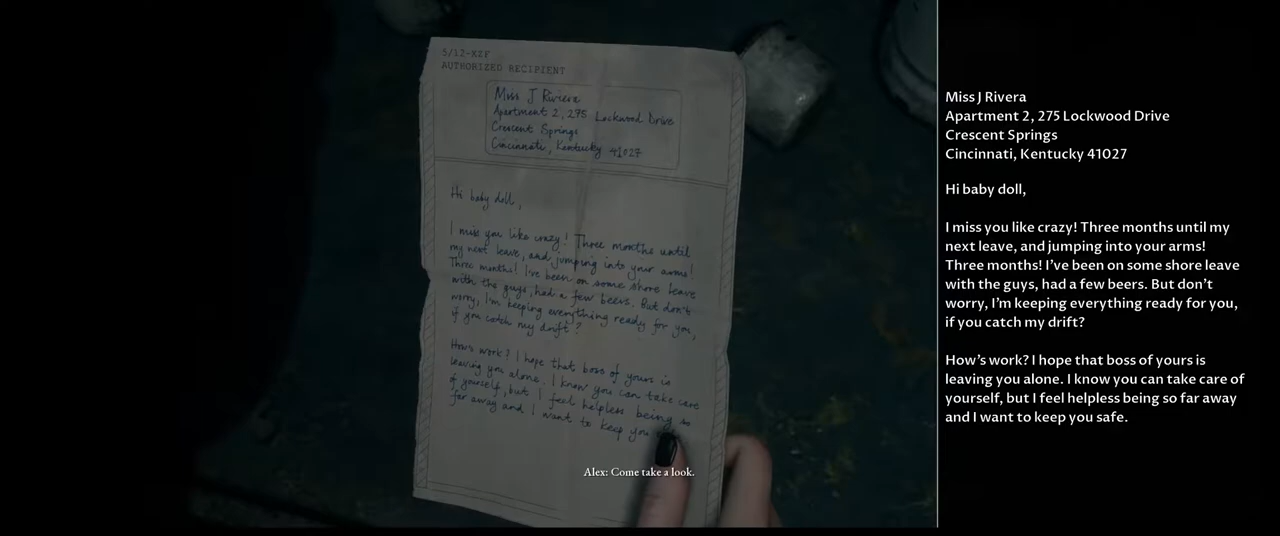 5/12-KZF
AUTHORIZED RECIPIENT
Miss J Rivera
Apartment 2, 275 Lockwood Drive
Crescent Springs
Cincinnati, Kentucky 41027
Hi baby doll,
I miss you like crazy! Three months until
my next leave, and jumping into your arms!
Three months! I've been on some shore leave
with the guys, had a few beers. But don't
worry, I'm keeping everything ready for you,
if you catch my drift?
How's work? I hope that boss of yours is
leaving you alone. I know you can take care
of yourself, but I feel helpless being so
far away and I want to keep you
Alex: Come take a look.
Miss J Rivera
Apartment 2, 275 Lockwood Drive
Crescent Springs
Cincinnati, Kentucky 41027
Hi baby doll,
I miss you like crazy! Three months until my
next leave, and jumping into your arms!
Three months! I've been on some shore leave
with the guys, had a few beers. But don't
worry, I'm keeping everything ready for you,
if you catch my drift?
How's work? I hope that boss of yours is
leaving you alone. I know you can take care of
yourself, but I feel helpless being so far away
and I want to keep you safe.